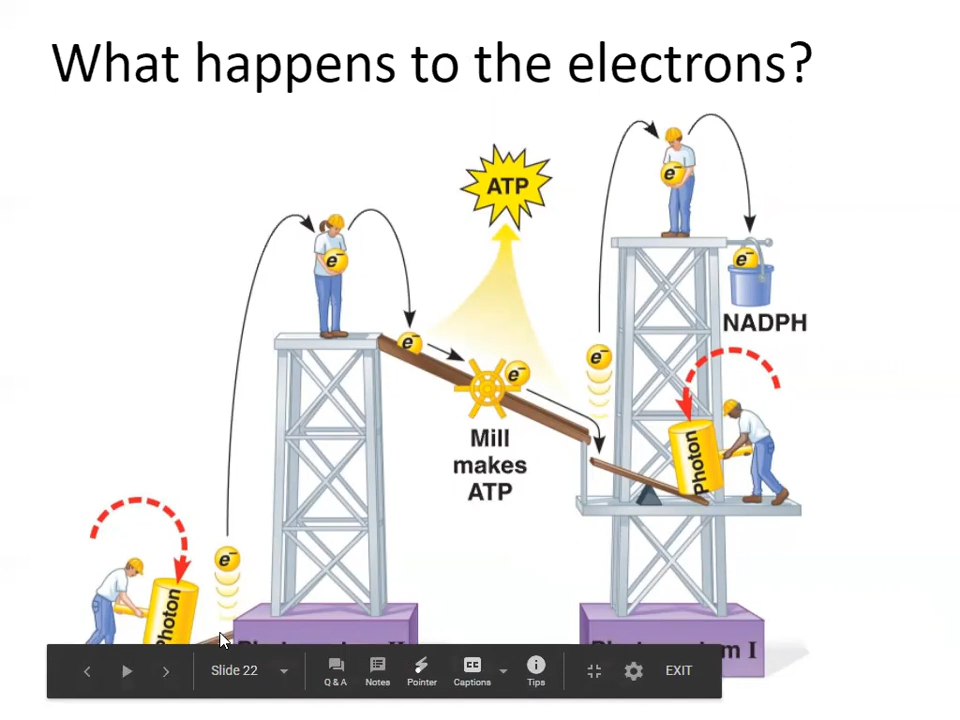 What happens to the electrons?
ATP
e⁻
e⁻
e⁻
NADPH
e⁻
e⁻
e⁻
Mill
makes
ATP
Photon
e⁻
Photon
m I
Slide 22
Q & A
Notes
Pointer
CC
Captions
Tips
EXIT